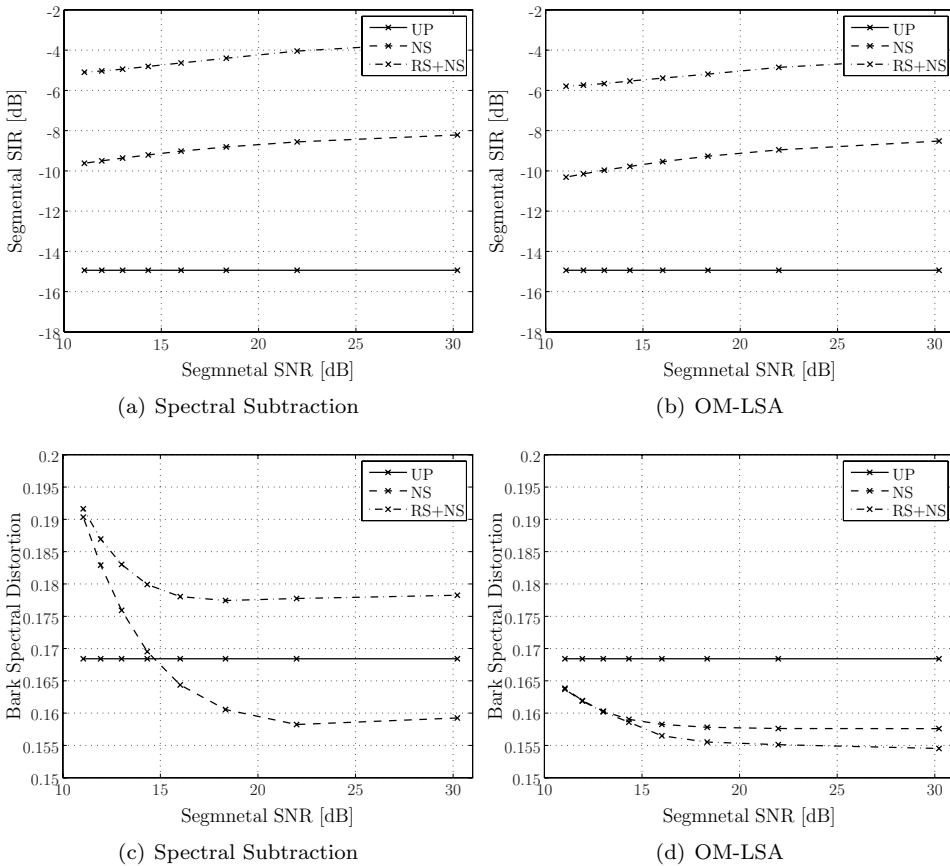 -2
-4
-6
-8
-10
-12
-14
-16
-18
10
15
20
25
30
Segmental SIR [dB]
Segmnetal SNR [dB]
UP
NS
RS+NS
(a) Spectral Subtraction
-2
-4
-6
-8
-10
-12
-14
-16
-18
10
15
20
25
30
Segmental SIR [dB]
Segmnetal SNR [dB]
UP
NS
RS+NS
(b) OM-LSA
0.2
0.195
0.19
0.185
0.18
0.175
0.17
0.165
0.16
0.155
0.15
10
15
20
25
30
Bark Spectral Distortion
Segmnetal SNR [dB]
UP
NS
RS+NS
(c) Spectral Subtraction
0.2
0.195
0.19
0.185
0.18
0.175
0.17
0.165
0.16
0.155
0.15
10
15
20
25
30
Bark Spectral Distortion
Segmnetal SNR [dB]
UP
NS
RS+NS
(d) OM-LSA